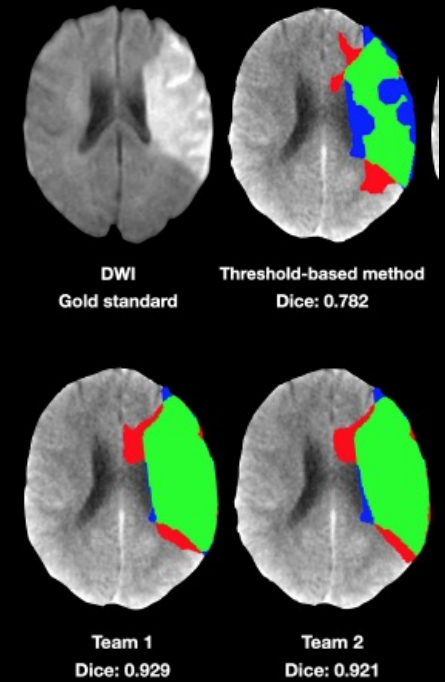 DWI
Gold standard
Threshold-based method
Dice: 0.782
Team 1
Dice: 0.929
Team 2
Dice: 0.921